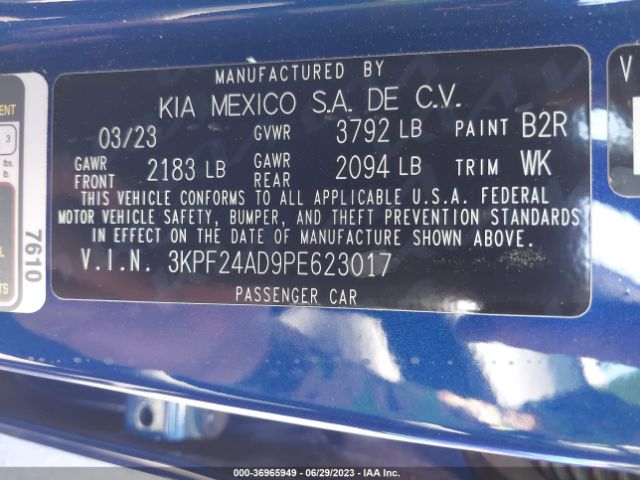 MANUFACTURED BY
KIA MEXICO S.A. DE C.V.
03/23 GVWR 3792 LB PAINT B2R
GAWR FRONT 2183 LB GAWR REAR 2094 LB TRIM WK
THIS VEHICLE CONFORMS TO ALL APPLICABLE U.S.A. FEDERAL
MOTOR VEHICLE SAFETY, BUMPER, AND THEFT PREVENTION STANDARDS
IN EFFECT ON THE DATE OF MANUFACTURE SHOWN ABOVE.
V.I.N. 3KPF24AD9PE623017
PASSENGER CAR
7610
3
lbs.
lb.
V
000-36965949 - 06/29/2023 - IAA Inc.